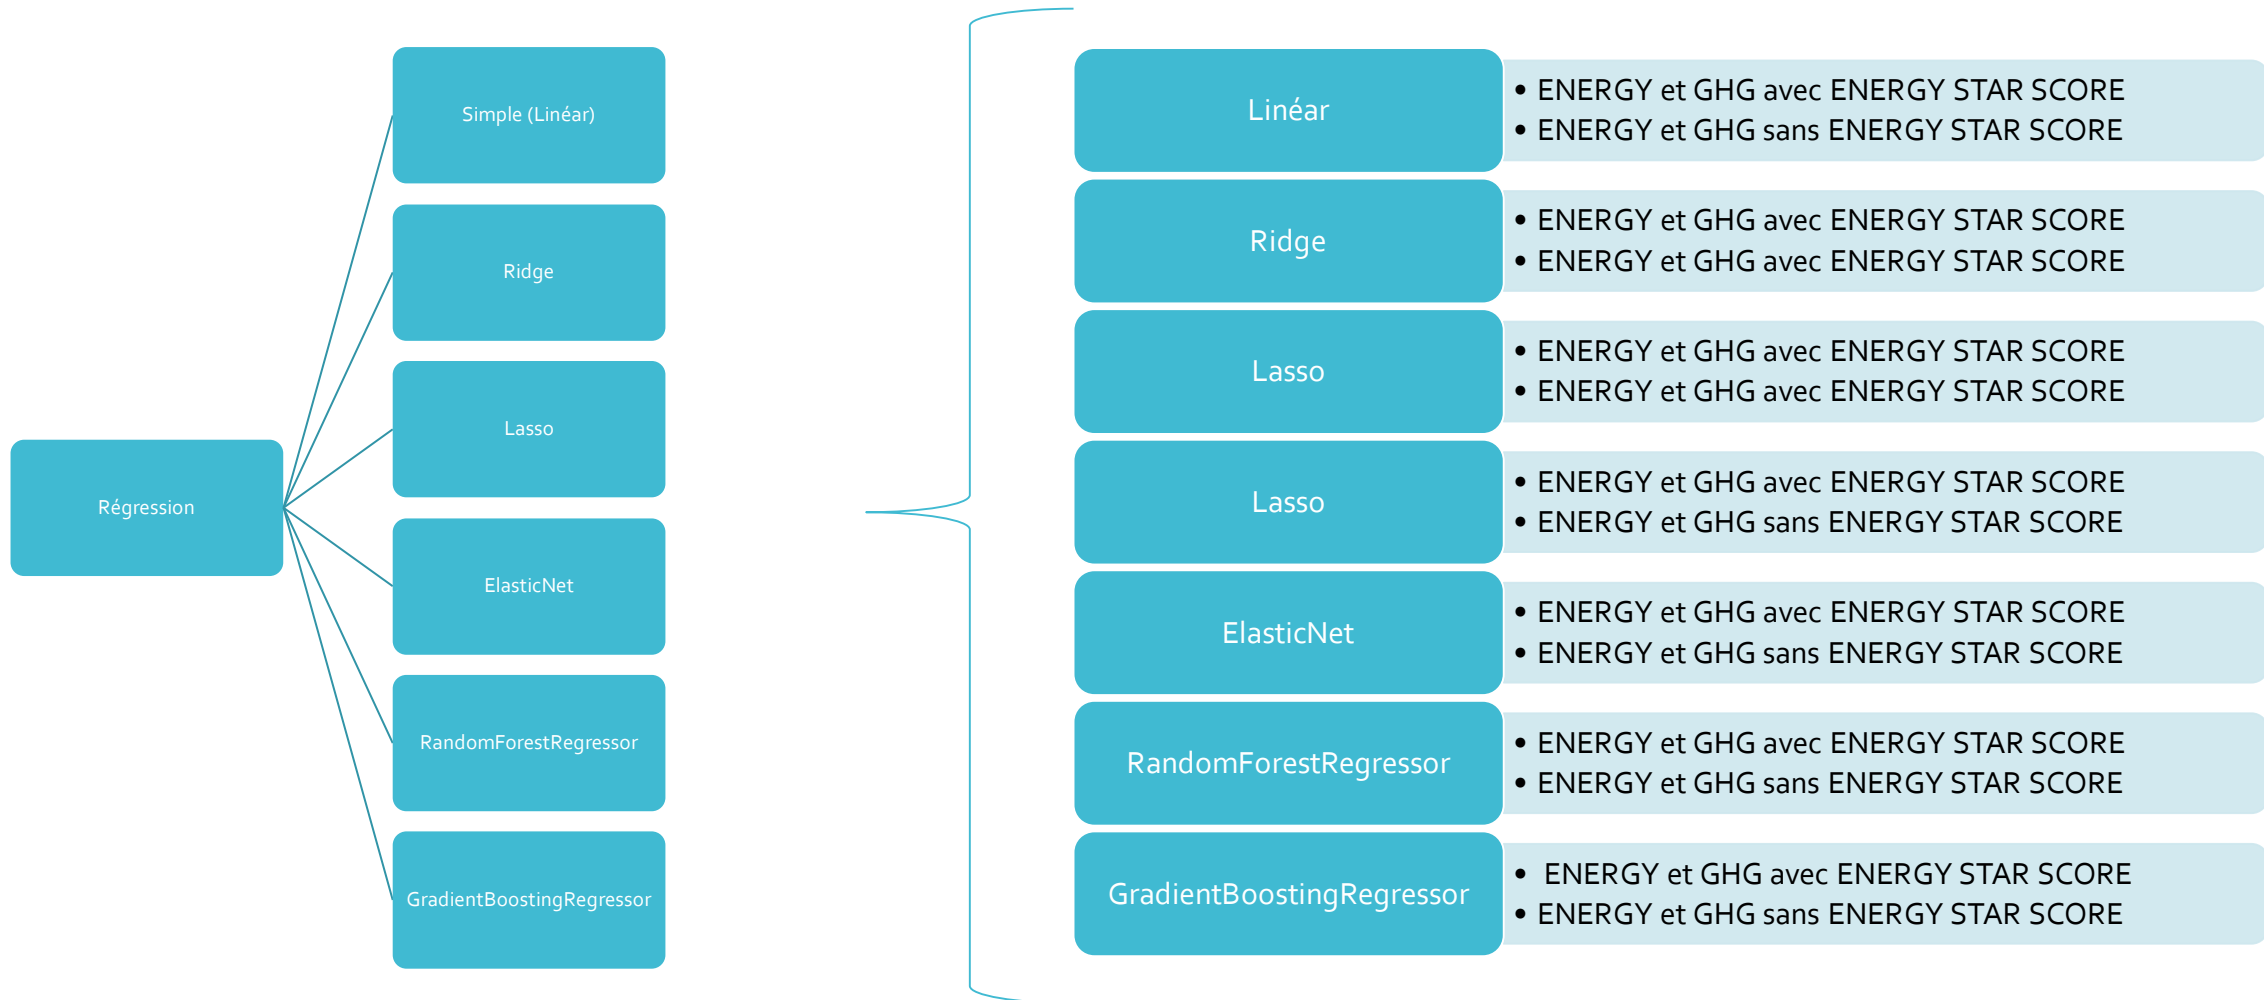 Régression
Simple (Linéar)
Ridge
Lasso
ElasticNet
RandomForestRegressor
GradientBoostingRegressor
Linéar
• ENERGY et GHG avec ENERGY STAR SCORE
• ENERGY et GHG sans ENERGY STAR SCORE
Ridge
• ENERGY et GHG avec ENERGY STAR SCORE
• ENERGY et GHG avec ENERGY STAR SCORE
Lasso
• ENERGY et GHG avec ENERGY STAR SCORE
• ENERGY et GHG avec ENERGY STAR SCORE
Lasso
• ENERGY et GHG avec ENERGY STAR SCORE
• ENERGY et GHG sans ENERGY STAR SCORE
ElasticNet
• ENERGY et GHG avec ENERGY STAR SCORE
• ENERGY et GHG sans ENERGY STAR SCORE
RandomForestRegressor
• ENERGY et GHG avec ENERGY STAR SCORE
• ENERGY et GHG sans ENERGY STAR SCORE
GradientBoostingRegressor
• ENERGY et GHG avec ENERGY STAR SCORE
• ENERGY et GHG sans ENERGY STAR SCORE